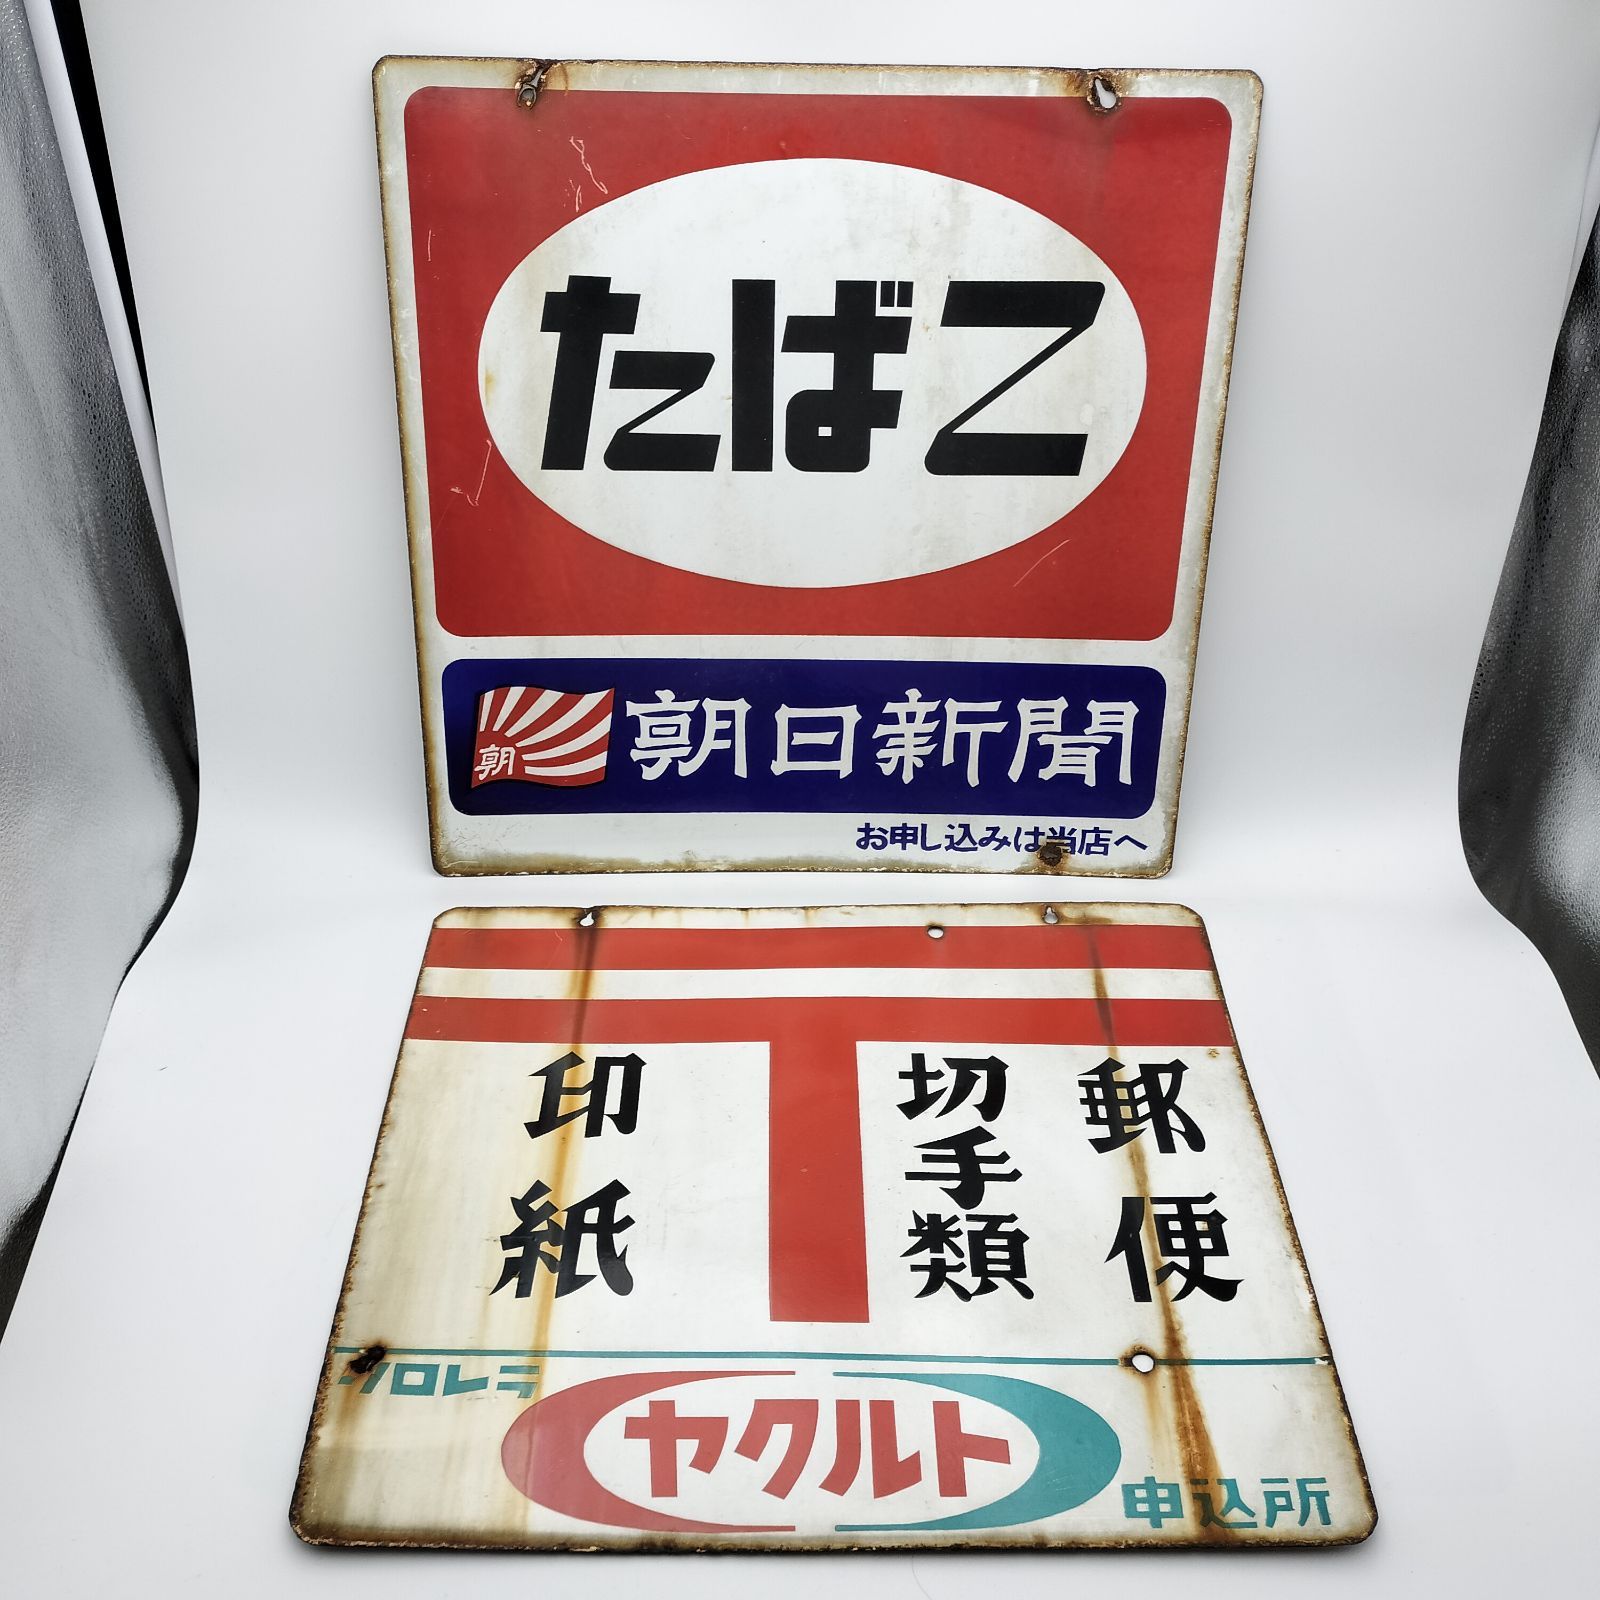 たばこ
朝
朝日新聞
お申し込みは当店へ
郵便
切手類
印紙
クロレラ
ヤクルト
申込所